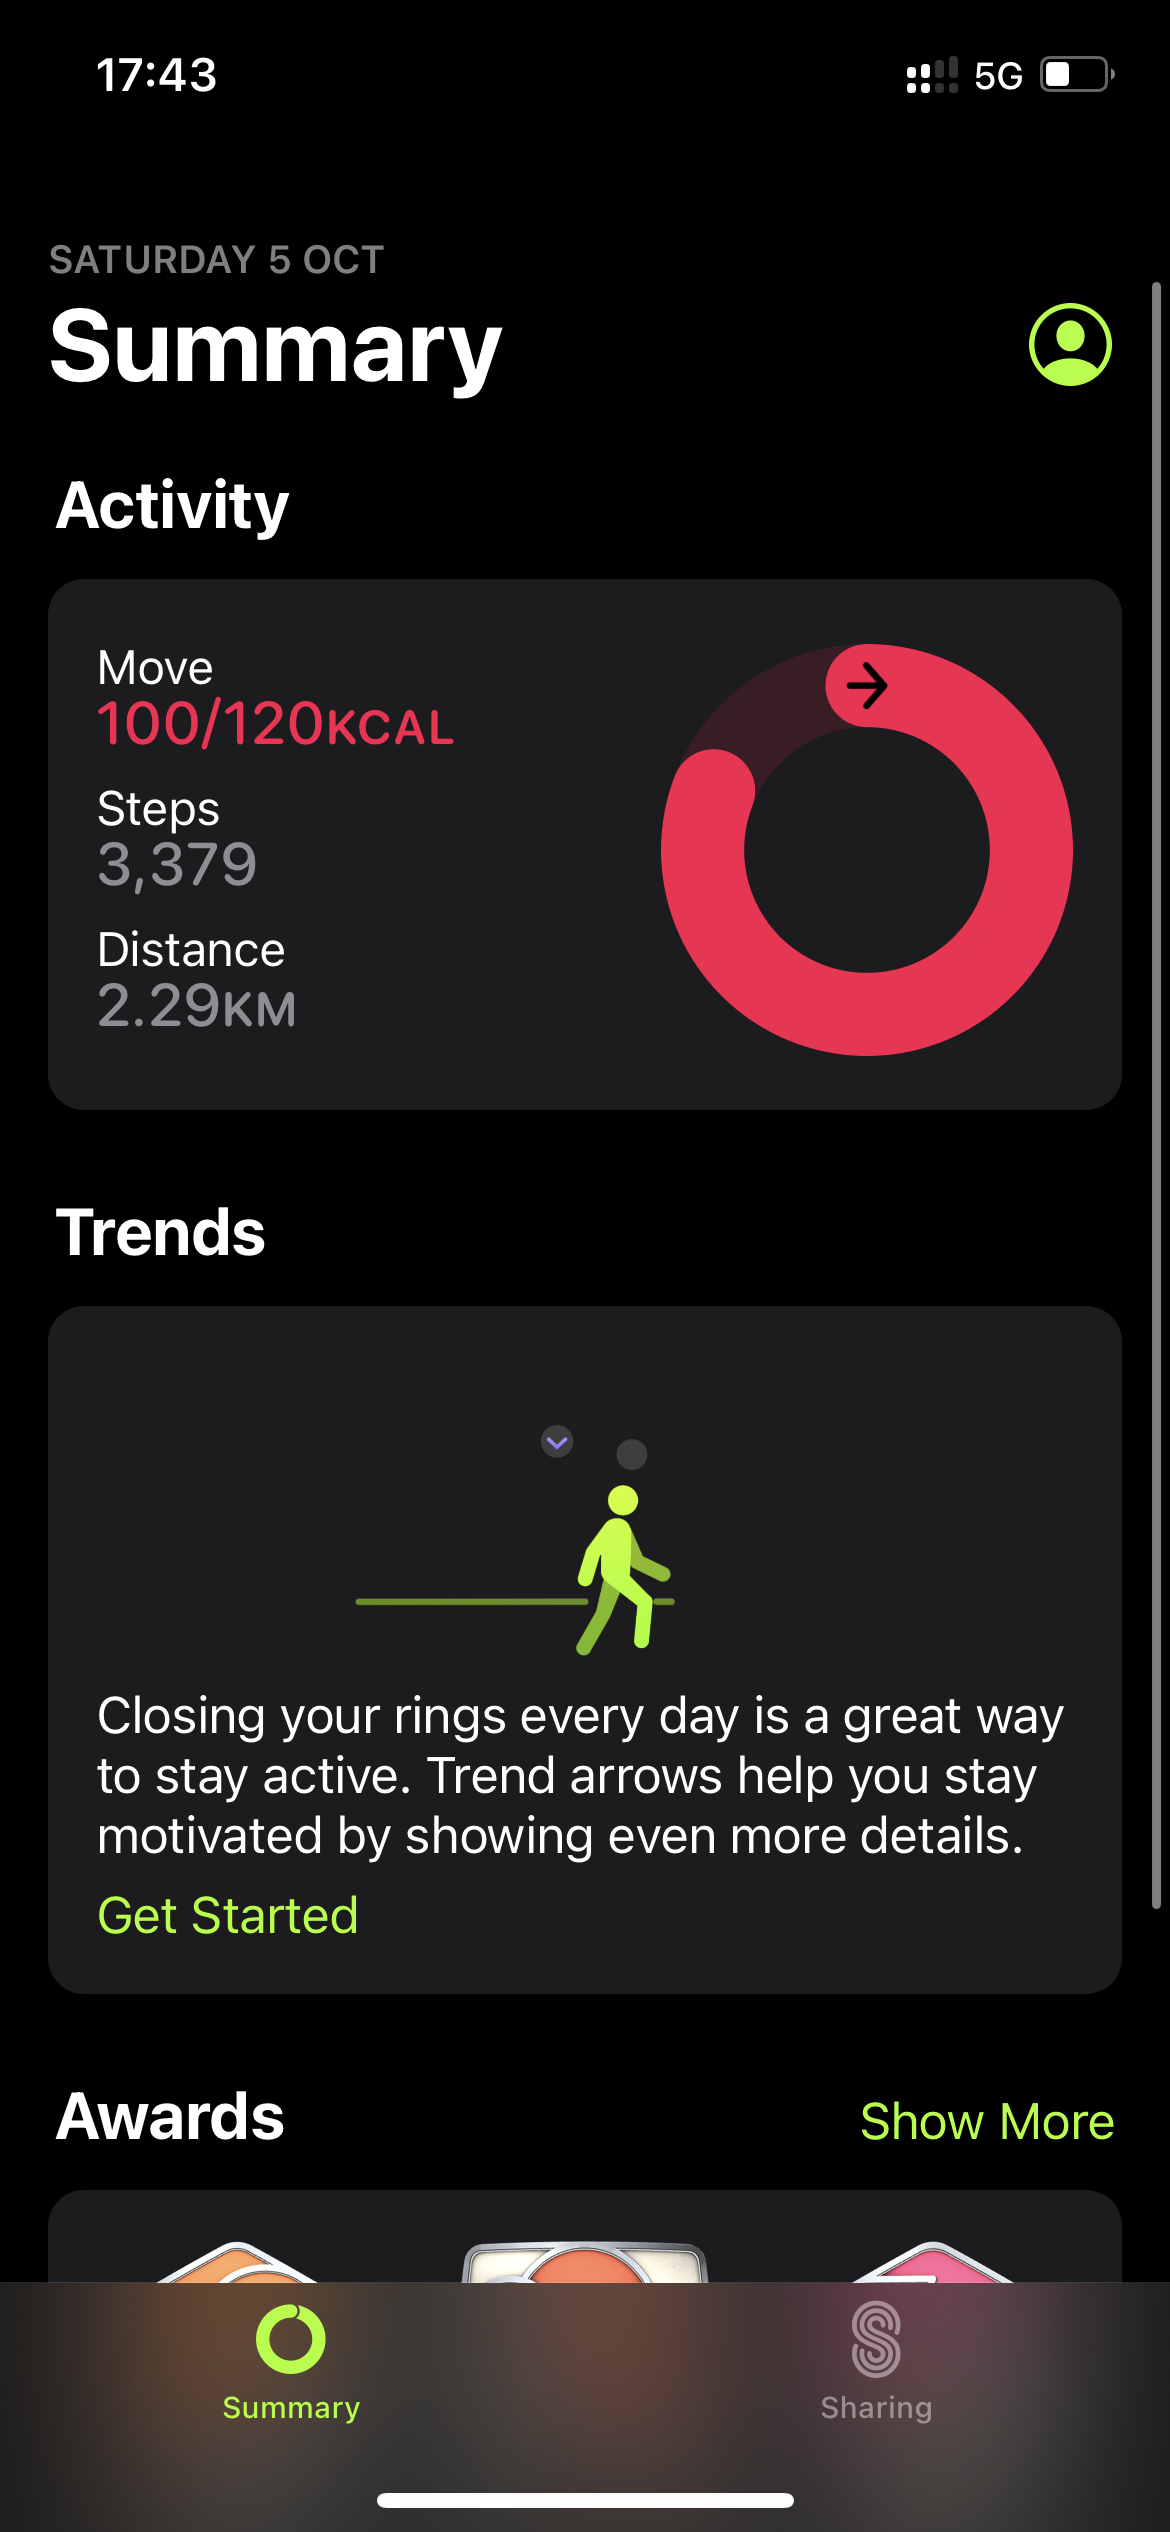 17:43
5G
SATURDAY 5 OCT
Summary
Activity
Move
100/120KCAL
Steps
3,379
Distance
2.29KM
Trends
Closing your rings every day is a great way
to stay active. Trend arrows help you stay
motivated by showing even more details.
Get Started
Awards
Show More
Summary
Sharing